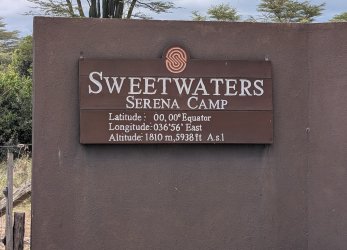 SWEETWATERS
SERENA CAMP
Latitude : 00,00° Equator
Longitude: 036°56' East
Altitude: 1810 m, 5938 ft A.s.l